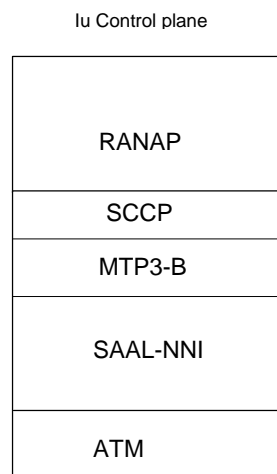 Iu Control plane
RANAP
SCCP
MTP3-B
SAAL-NNI
ATM